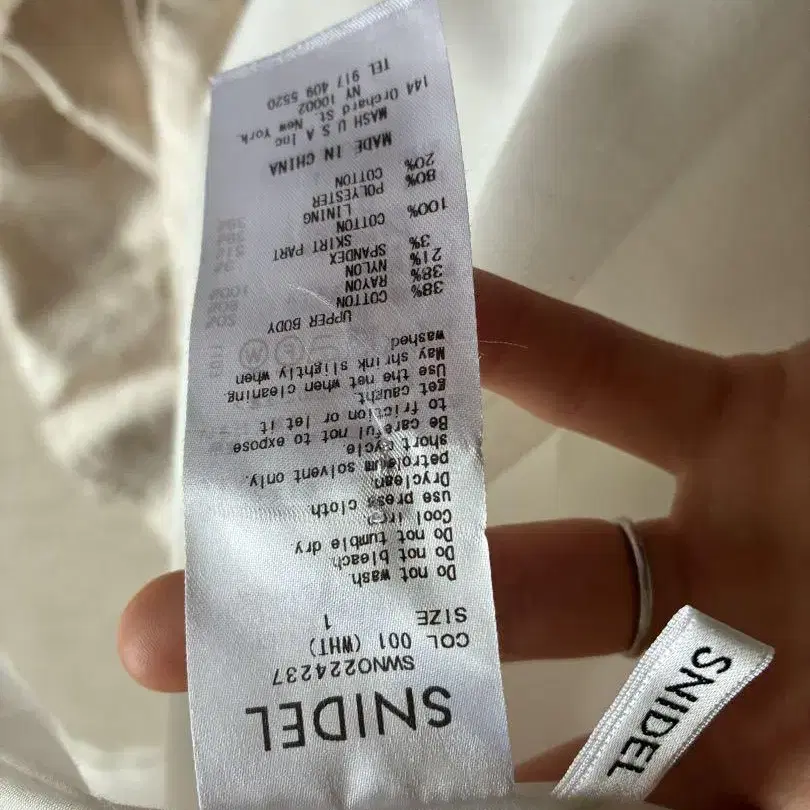 SNIDEL
SWNO224237
COL 001 (WHT)
SIZE 1
Do not wash.
Do not bleach.
Do not tumble dry.
Cool iron
use press cloth
Dryclean
petroleum solvent only.
short cycle
Be careful not to expose
to friction or let it
get caught.
Use the net when cleaning
May shrink slightly when
washed.
UPPER BODY
38% COTTON
38% RAYON
21% NYLON
3% SPANDEX
SKIRT PART
100% COTTON
LINING
80% POLYESTER
20% COTTON
MADE IN CHINA
MASH U S A Inc
144 Orchard St. New York.
NY 10002
TEL 917 409 5520
SNIDEL